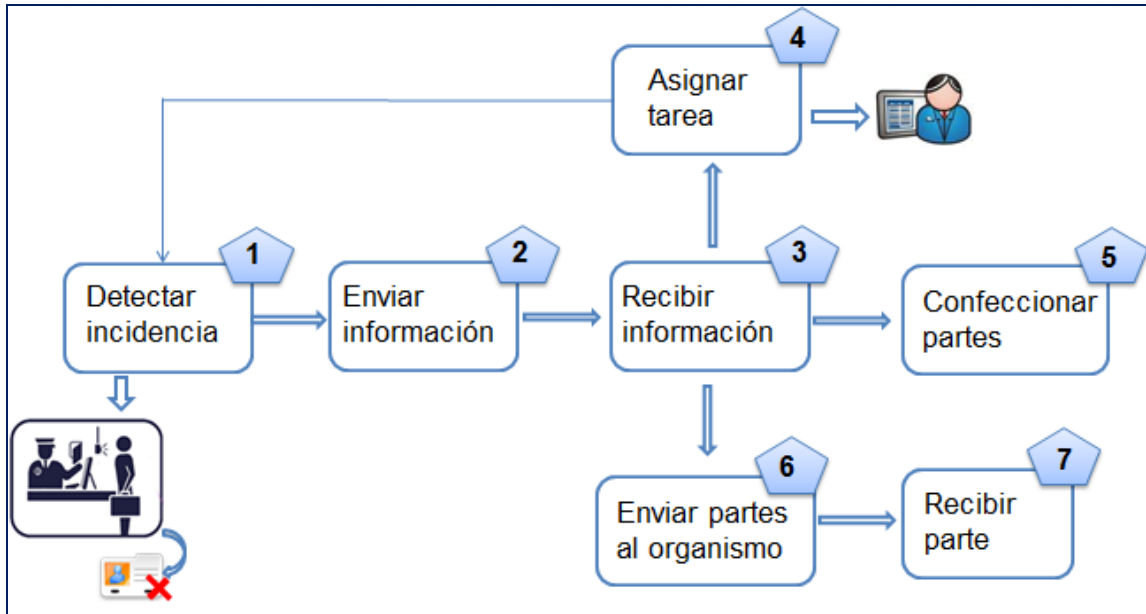 4
Asignar
tarea
1
Detectar
incidencia
2
Enviar
información
3
Recibir
información
5
Confeccionar
partes
6
Enviar partes
al organismo
7
Recibir
parte